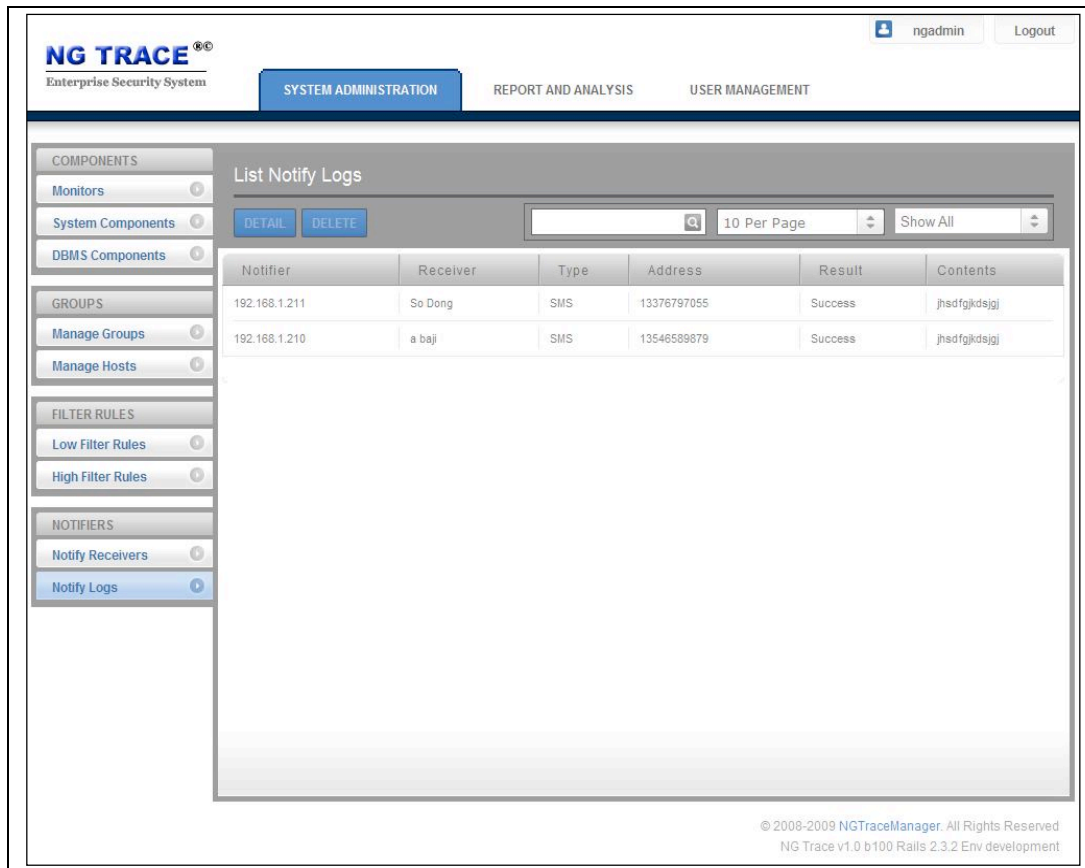 ngadmin Logout
NG TRACE ®©
Enterprise Security System
SYSTEM ADMINISTRATION REPORT AND ANALYSIS USER MANAGEMENT
COMPONENTS
Monitors
System Components
DBMS Components
GROUPS
Manage Groups
Manage Hosts
FILTER RULES
Low Filter Rules
High Filter Rules
NOTIFIERS
Notify Receivers
Notify Logs
List Notify Logs
DETAIL DELETE 10 Per Page Show All
Notifier Receiver Type Address Result Contents
192.168.1.211 So Dong SMS 13376797055 Success jhsdfgjkdsjgj
192.168.1.210 a baji SMS 13546589879 Success jhsdfgjkdsjgj
© 2008-2009 NGTraceManager. All Rights Reserved
NG Trace v1.0 b100 Rails 2.3.2 Env development